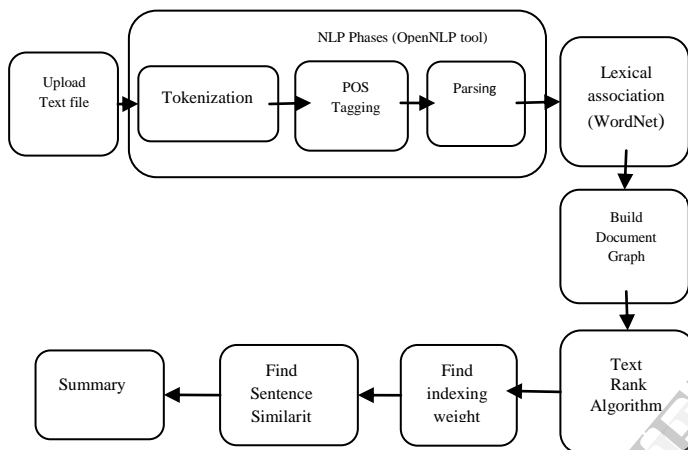 NLP Phases (OpenNLP tool)
Upload
Text file
Tokenization
POS
Tagging
Parsing
Lexical
association
(WordNet)
Build
Document
Graph
Text
Rank
Algorithm
Find
indexing
weight
Find
Sentence
Similarit
Summary